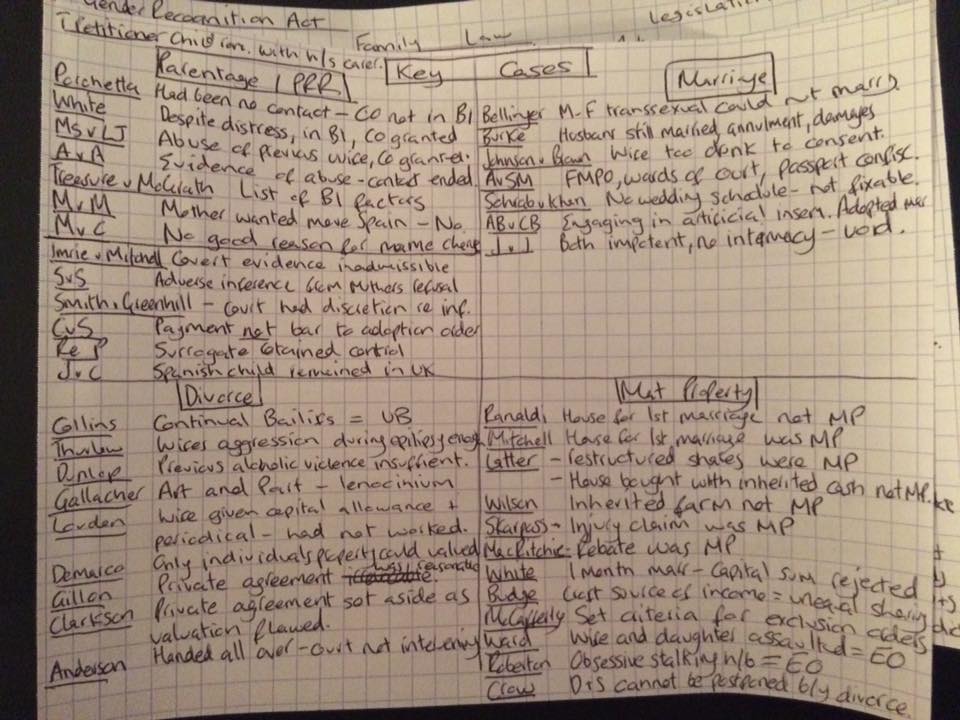 Gender Recognition Act
Petitioner Child ion. with h/s carer.
Family Law
Legislati
Key Cases
Parentage / PRR
Porchetta Had been no contact - CO not in BI
White Despite distress, in BI, CO granted
MS v LJ Abuse of previous wife, CO granted.
A v A Evidence of abuse - contact ended
Treasure v McGrath List of BI factors
M v M Mother wanted move Spain - No
M v C No good reason for name change
Imrie v Mitchell Covert evidence inadmissible
S v S Adverse inference from mothers refusal
Smith v Greenhill - court had discretion re inf.
C v S Payment not bar to adoption order
Re P Surrogate retained control
J v C Spanish child remained in UK
Marriage
Bellinger M-F transsexual could not marry
Burke Husband still married, annulment, damages
Johnson v Brown Wife too drunk to consent.
A v SM FMPO, wards of court, passport confisc.
Sohrab v Khan No wedding schedule - not fixable.
AB v CB Engaging in artificial insem. Adopted mar
J v J Both impotent, no intimacy - void.
Divorce
Collins Continual Bailiffs = UB
Thurlow Wifes aggression during epilipsy enough
Dunlop Previous alcoholic violence insufficient.
Gallacher Art and Part - lenocinium
Louden Wife given capital allowance +
periodical - had not worked.
Demarco Only individuals property could valued
Gillon Private agreement was reasonable
Clarkson Private agreement set aside as
valuation flawed.
Anderson Handed all over - court not intervening
Mat Property
Ranaldi House for 1st marriage not MP
Mitchell House for 1st marriage was MP
Latter - restructured shares were MP
- House bought with inherited cash not MP
Wilson Inherited farm not MP
Skarpaas - Injury claim was MP
MacRitchie - Rebate was MP
White 1 month marr - Capital sum rejected
Budge Croft source of income = unequal sharing
McCafferty Set criteria for exclusion orders
Ward Wife and daughter assaulted = EO
Roberton Obsessive stalking n/b = EO
Crow D+S cannot be postponed b/y divorce